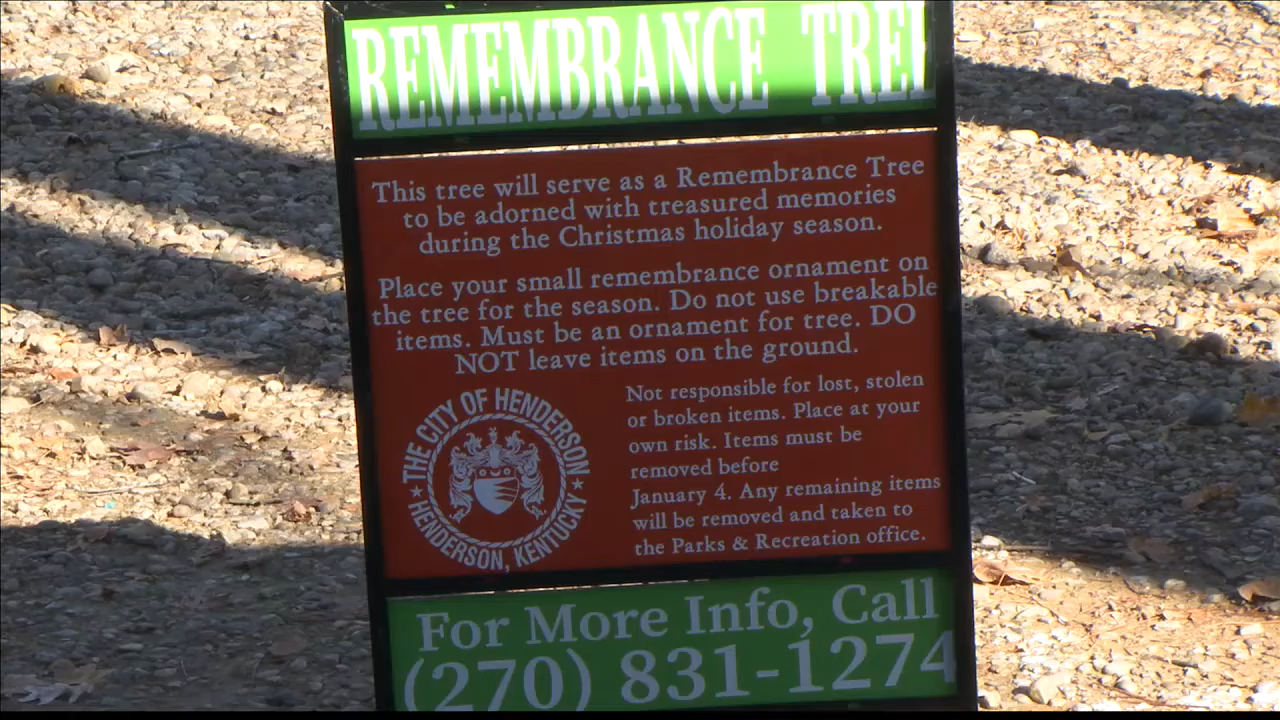 REMEMBRANCE TREE
This tree will serve as a Remembrance Tree
to be adorned with treasured memories
during the Christmas holiday season.
Place your small remembrance ornament on
the tree for the season. Do not use breakable
items. Must be an ornament for tree. DO
NOT leave items on the ground.
THE CITY OF HENDERSON
HENDERSON, KENTUCKY
Not responsible for lost, stolen
or broken items. Place at your
own risk. Items must be
removed before
January 4. Any remaining items
will be removed and taken to
the Parks & Recreation office.
For More Info, Call
(270) 831-1274